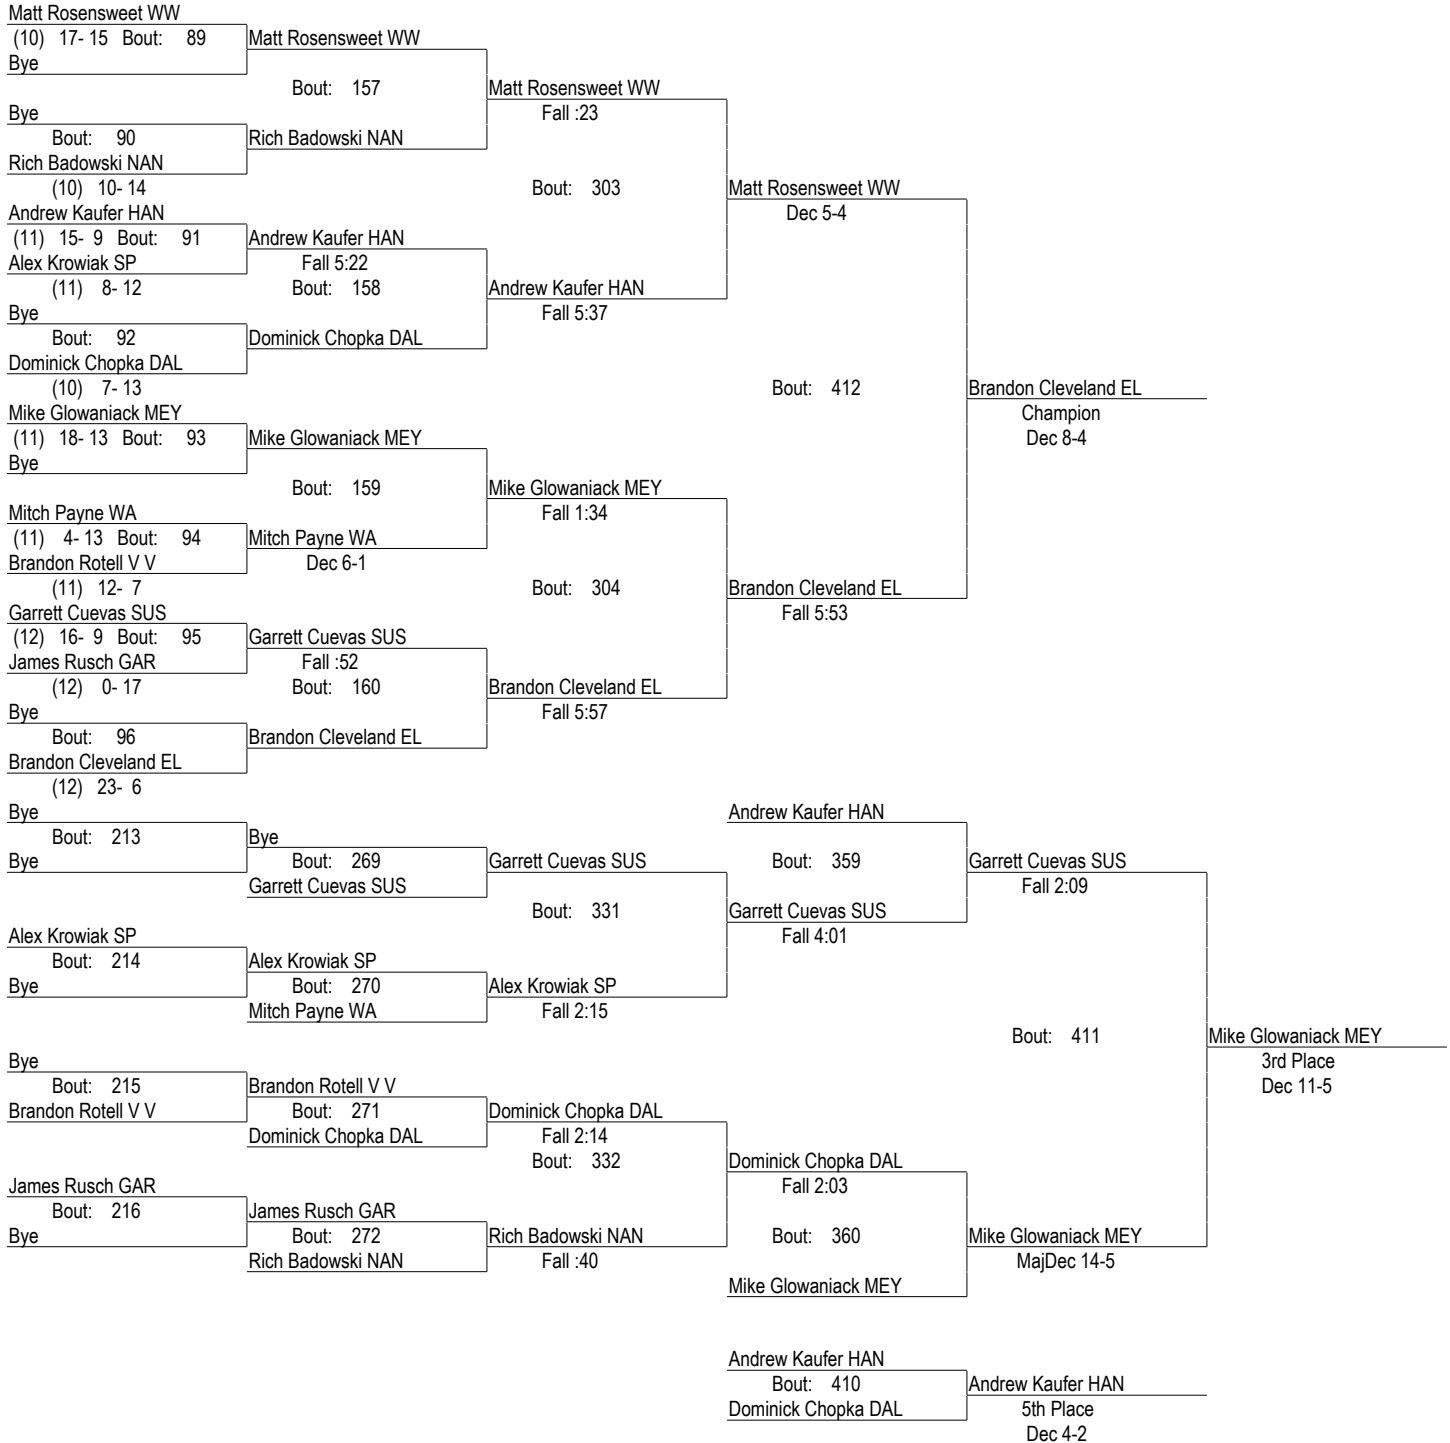 Matt Rosensweet WW
(10) 17- 15 Bout: 89 Matt Rosensweet WW
Bye
Bout: 157 Matt Rosensweet WW
Bye Fall :23
Bout: 90 Rich Badowski NAN
Rich Badowski NAN
(10) 10- 14 Bout: 303 Matt Rosensweet WW
Andrew Kaufer HAN Dec 5-4
(11) 15- 9 Bout: 91 Andrew Kaufer HAN
Alex Krowiak SP Fall 5:22
(11) 8- 12 Bout: 158 Andrew Kaufer HAN
Bye Fall 5:37
Bout: 92 Dominick Chopka DAL
Dominick Chopka DAL
(10) 7- 13 Bout: 412 Brandon Cleveland EL
Mike Glowaniack MEY Champion
(11) 18- 13 Bout: 93 Mike Glowaniack MEY Dec 8-4
Bye
Bout: 159 Mike Glowaniack MEY
Mitch Payne WA Fall 1:34
(11) 4- 13 Bout: 94 Mitch Payne WA
Brandon Rotell V V Dec 6-1
(11) 12- 7 Bout: 304 Brandon Cleveland EL
Garrett Cuevas SUS Fall 5:53
(12) 16- 9 Bout: 95 Garrett Cuevas SUS
James Rusch GAR Fall :52
(12) 0- 17 Bout: 160 Brandon Cleveland EL
Bye Fall 5:57
Bout: 96 Brandon Cleveland EL
Brandon Cleveland EL
(12) 23- 6
Bye Andrew Kaufer HAN
Bout: 213 Bye
Bye Bout: 269 Garrett Cuevas SUS Bout: 359 Garrett Cuevas SUS
Garrett Cuevas SUS Fall 2:09
Bout: 331 Garrett Cuevas SUS
Alex Krowiak SP Fall 4:01
Bout: 214 Alex Krowiak SP
Bye Bout: 270 Alex Krowiak SP
Mitch Payne WA Fall 2:15
Bout: 411 Mike Glowaniack MEY
Bye 3rd Place
Bout: 215 Brandon Rotell V V Dec 11-5
Brandon Rotell V V Bout: 271 Dominick Chopka DAL
Dominick Chopka DAL Fall 2:14
Bout: 332 Dominick Chopka DAL
James Rusch GAR Fall 2:03
Bout: 216 James Rusch GAR
Bye Bout: 272 Rich Badowski NAN Bout: 360 Mike Glowaniack MEY
Rich Badowski NAN Fall :40 MajDec 14-5
Mike Glowaniack MEY
Andrew Kaufer HAN
Bout: 410 Andrew Kaufer HAN
Dominick Chopka DAL 5th Place
Dec 4-2